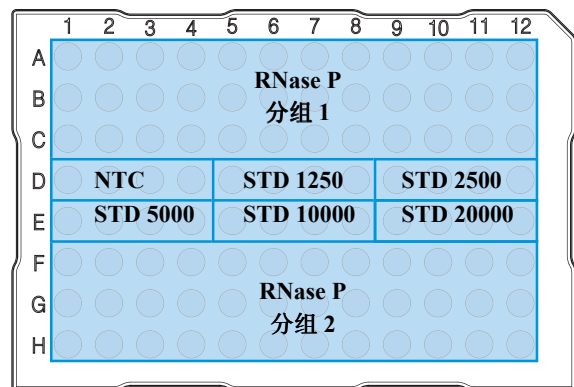 1 2 3 4 5 6 7 8 9 10 11 12
A
RNase P
B
分组 1
C
D NTC STD 1250 STD 2500
E STD 5000 STD 10000 STD 20000
F
RNase P
G
分组 2
H